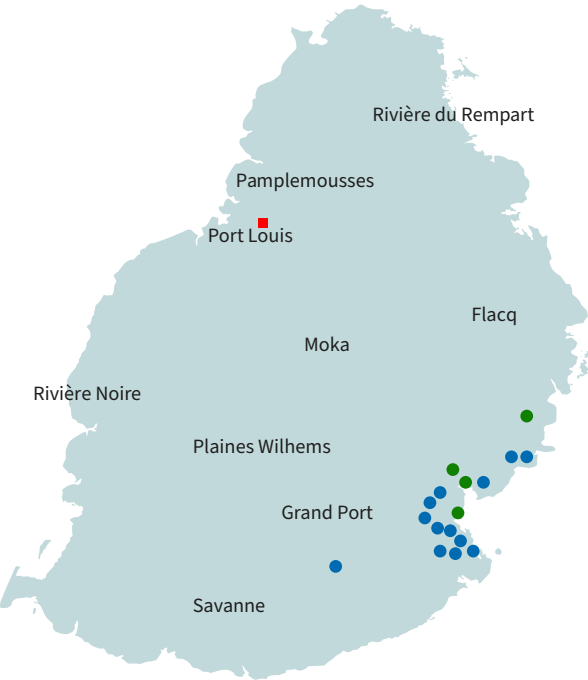 Rivière du Rempart
Pamplemousses
Port Louis
Flacq
Moka
Rivière Noire
Plaines Wilhems
Grand Port
Savanne